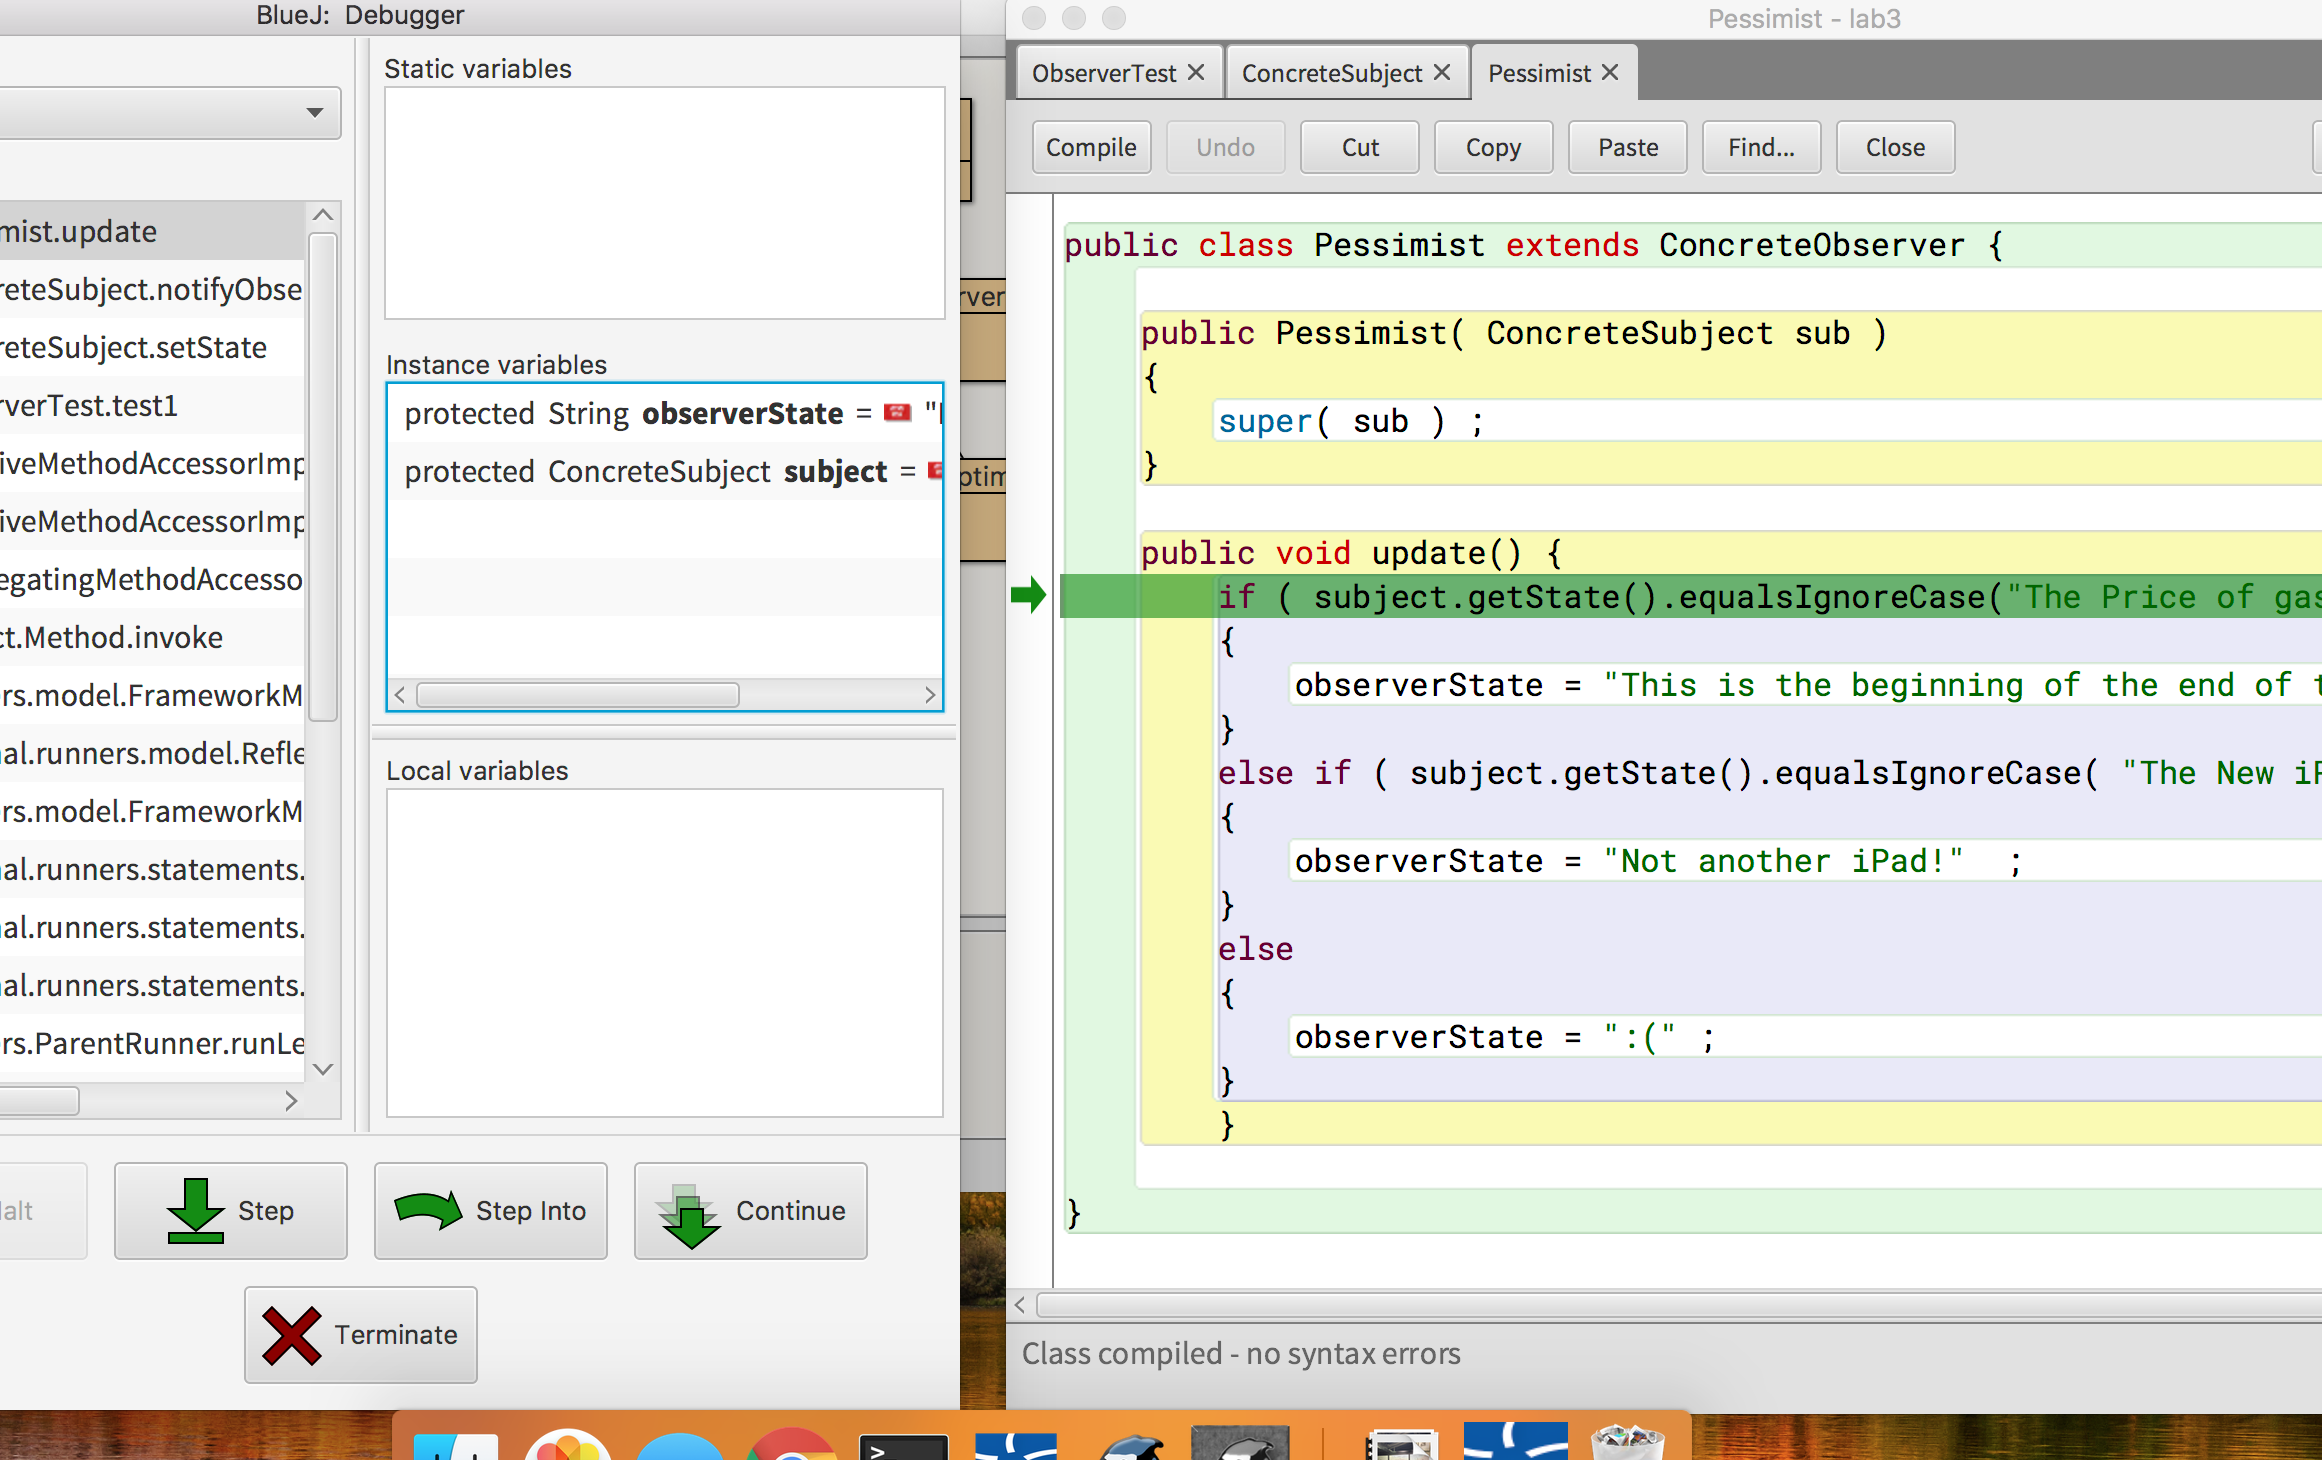 BlueJ: Debugger
Static variables
mist.update
reteSubject.notifyObse
reteSubject.setState
rverTest.test1
iveMethodAccessorImp
iveMethodAccessorImp
egatingMethodAccesso
ct.Method.invoke
rs.model.FrameworkM
al.runners.model.Refle
rs.model.FrameworkM
al.runners.statements.
al.runners.statements.
al.runners.statements.
rs.ParentRunner.runLe
Instance variables
protected String observerState = "
protected ConcreteSubject subject =
Local variables
alt
Step
Step Into
Continue
Terminate
rver
ptim
Pessimist - lab3
ObserverTest
ConcreteSubject
Pessimist
Compile
Undo
Cut
Copy
Paste
Find...
Close
public class Pessimist extends ConcreteObserver {
public Pessimist( ConcreteSubject sub )
{
super( sub ) ;
}
public void update() {
if ( subject.getState().equalsIgnoreCase("The Price of gas
{
observerState = "This is the beginning of the end of t
}
else if ( subject.getState().equalsIgnoreCase( "The New iP
{
observerState = "Not another iPad!" ;
}
else
{
observerState = ":(" ;
}
}
}
Class compiled - no syntax errors